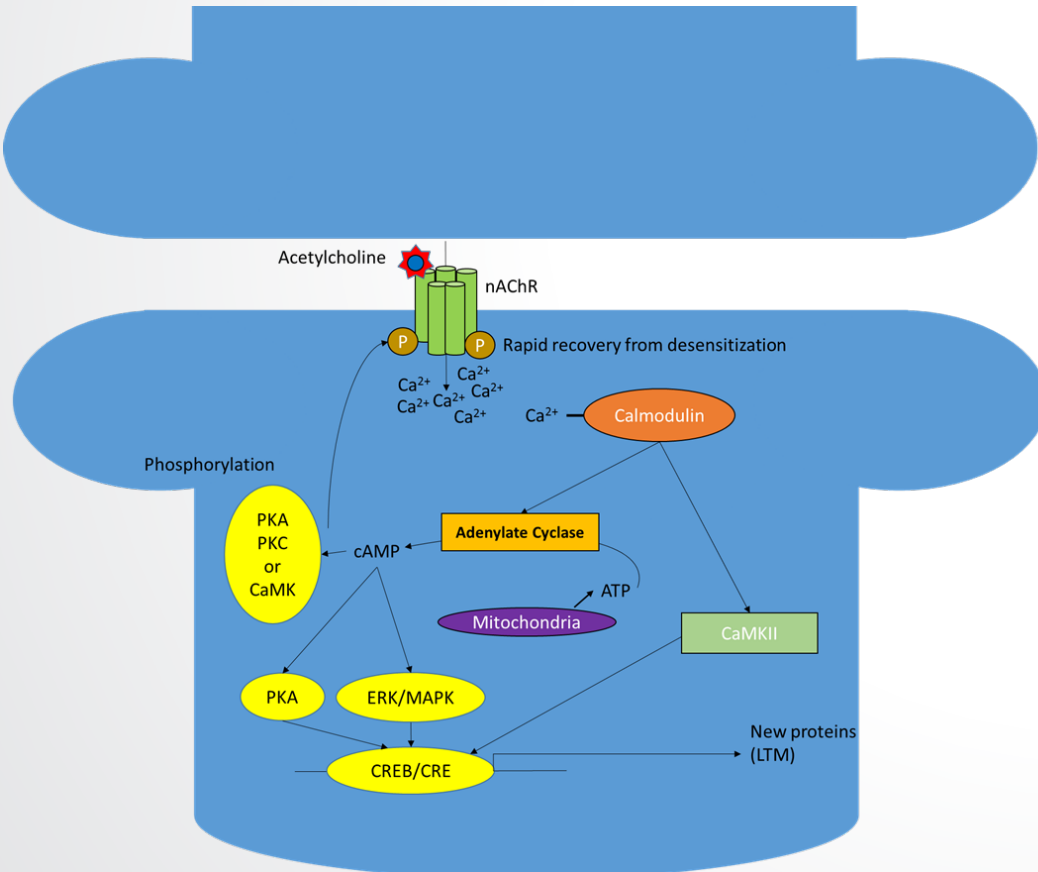 Acetylcholine
nAChR
P
P
Rapid recovery from desensitization
Ca²⁺
Ca²⁺
Ca²⁺
Ca²⁺
Ca²⁺
Ca²⁺
Ca²⁺
Calmodulin
Phosphorylation
PKA
PKC
or
CaMK
cAMP
Adenylate Cyclase
ATP
Mitochondria
CaMKII
PKA
ERK/MAPK
CREB/CRE
New proteins
(LTM)